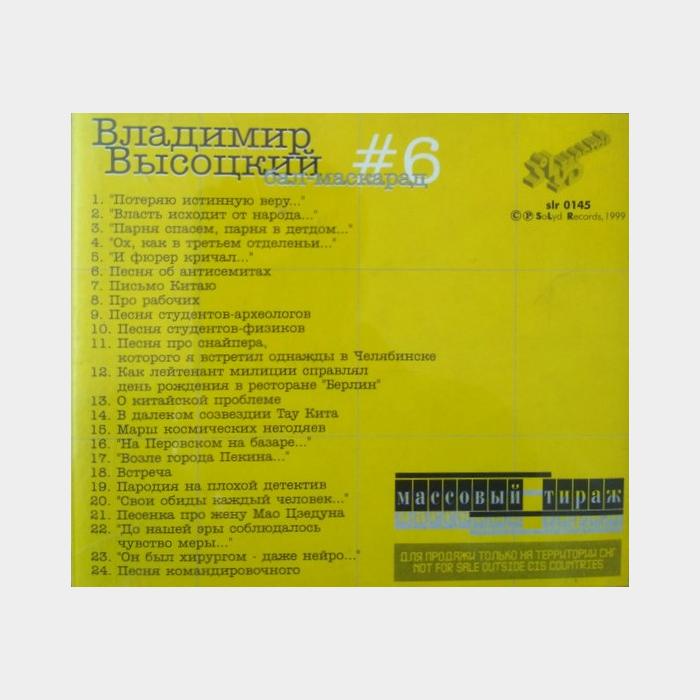 Владимир
Высоцкий
#6
бал-маскарад
slr 0145
© ℗ SoLyd Records, 1999
1. "Потеряю истинную веру..."
2. "Власть исходит от народа..."
3. "Парня спасем, парня в детдом..."
4. "Ох, как в третьем отделеньи..."
5. "И фюрер кричал..."
6. Песня об антисемитах
7. Письмо Китаю
8. Про рабочих
9. Песня студентов-археологов
10. Песня студентов-физиков
11. Песня про снайпера,
которого я встретил однажды в Челябинске
12. Как лейтенант милиции справлял
день рождения в ресторане "Берлин"
13. О китайской проблеме
14. В далеком созвездии Тау Кита
15. Марш космических негодяев
16. "На Перовском на базаре..."
17. "Возле города Пекина..."
18. Встреча
19. Пародия на плохой детектив
20. "Свои обиды каждый человек..."
21. Песенка про жену Мао Цзедуна
22. "До нашей эры соблюдалось
чувство меры..."
23. "Он был хирургом - даже нейро..."
24. Песня командировочного
массовый тираж
ДЛЯ ПРОДАЖИ ТОЛЬКО НА ТЕРРИТОРИИ СНГ
NOT FOR SALE OUTSIDE CIS COUNTRIES